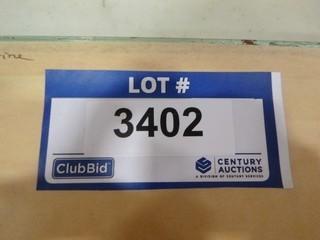 LOT #
3402
ClubBid
CENTURY
AUCTIONS
A DIVISION OF CENTURY SERVICES